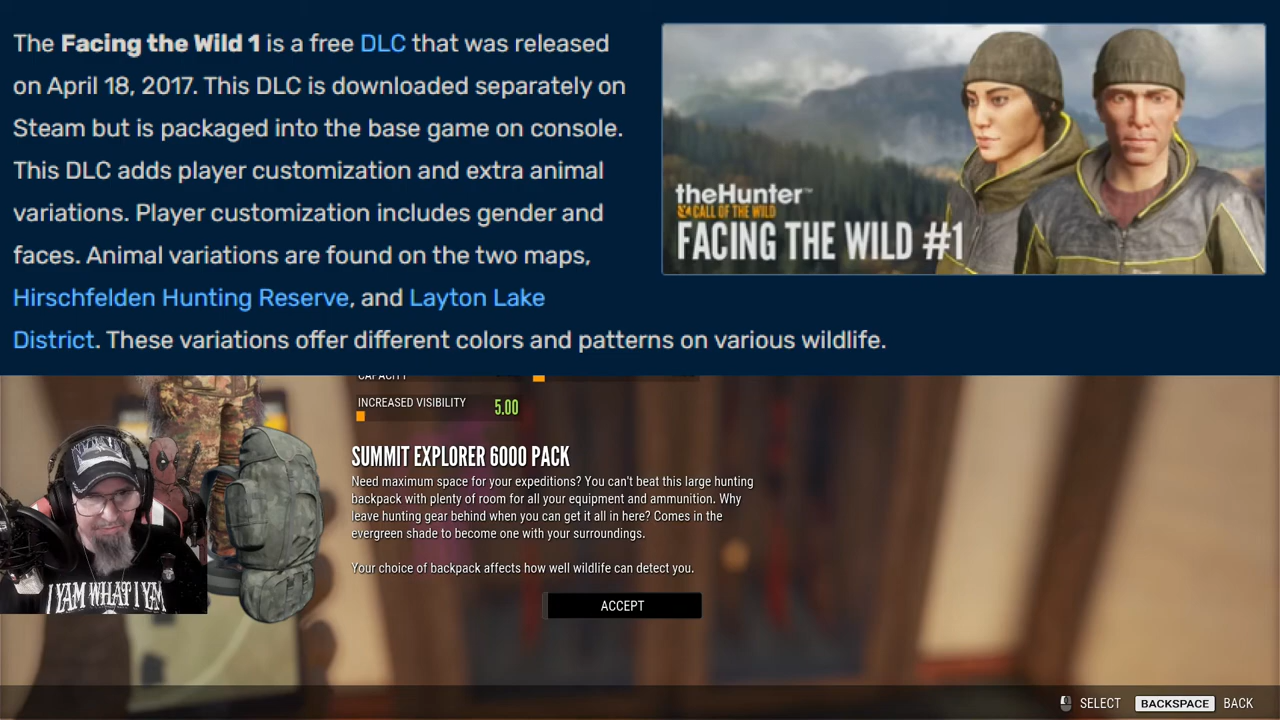 The Facing the Wild 1 is a free DLC that was released
on April 18, 2017. This DLC is downloaded separately on
Steam but is packaged into the base game on console.
This DLC adds player customization and extra animal
variations. Player customization includes gender and
faces. Animal variations are found on the two maps,
Hirschfelden Hunting Reserve, and Layton Lake
District. These variations offer different colors and patterns on various wildlife.
theHunter™
CALL OF THE WILD
FACING THE WILD #1
CAPACITY
INCREASED VISIBILITY 5.00
SUMMIT EXPLORER 6000 PACK
Need maximum space for your expeditions? You can't beat this large hunting
backpack with plenty of room for all your equipment and ammunition. Why
leave hunting gear behind when you can get it all in here? Comes in the
evergreen shade to become one with your surroundings.
Your choice of backpack affects how well wildlife can detect you.
ACCEPT
I YAM WHAT I YAM
SELECT BACKSPACE BACK